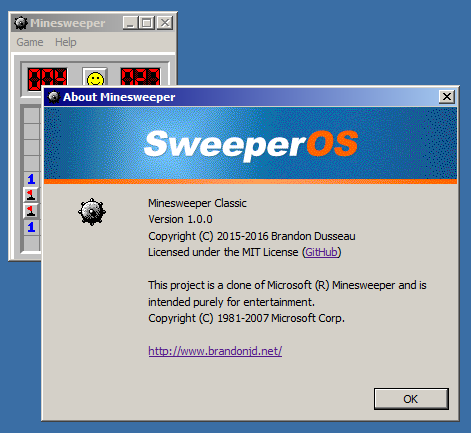 Minesweeper
Game Help
1
1
1
1
About Minesweeper
SweeperOS
Minesweeper Classic
Version 1.0.0
Copyright (C) 2015-2016 Brandon Dusseau
Licensed under the MIT License (GitHub)
This project is a clone of Microsoft (R) Minesweeper and is
intended purely for entertainment.
Copyright (C) 1981-2007 Microsoft Corp.
http://www.brandonjd.net/
OK